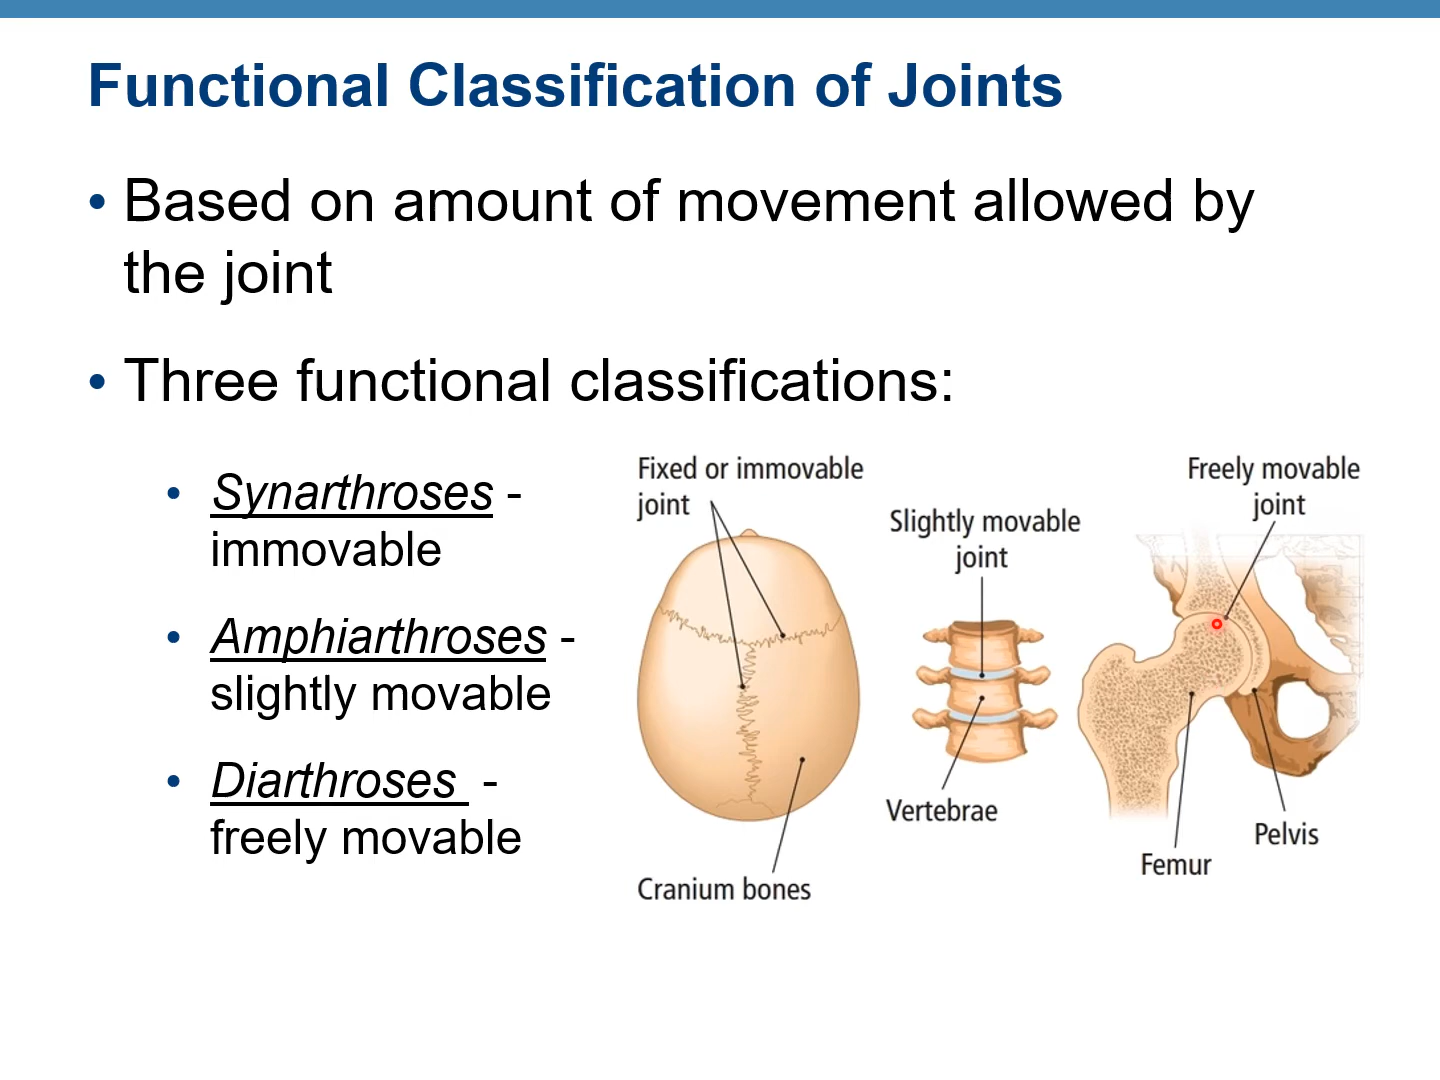 Functional Classification of Joints
• Based on amount of movement allowed by
the joint
• Three functional classifications:
• Synarthroses -
immovable
• Amphiarthroses -
slightly movable
• Diarthroses -
freely movable
Fixed or immovable
joint
Cranium bones
Slightly movable
joint
Vertebrae
Freely movable
joint
Femur
Pelvis